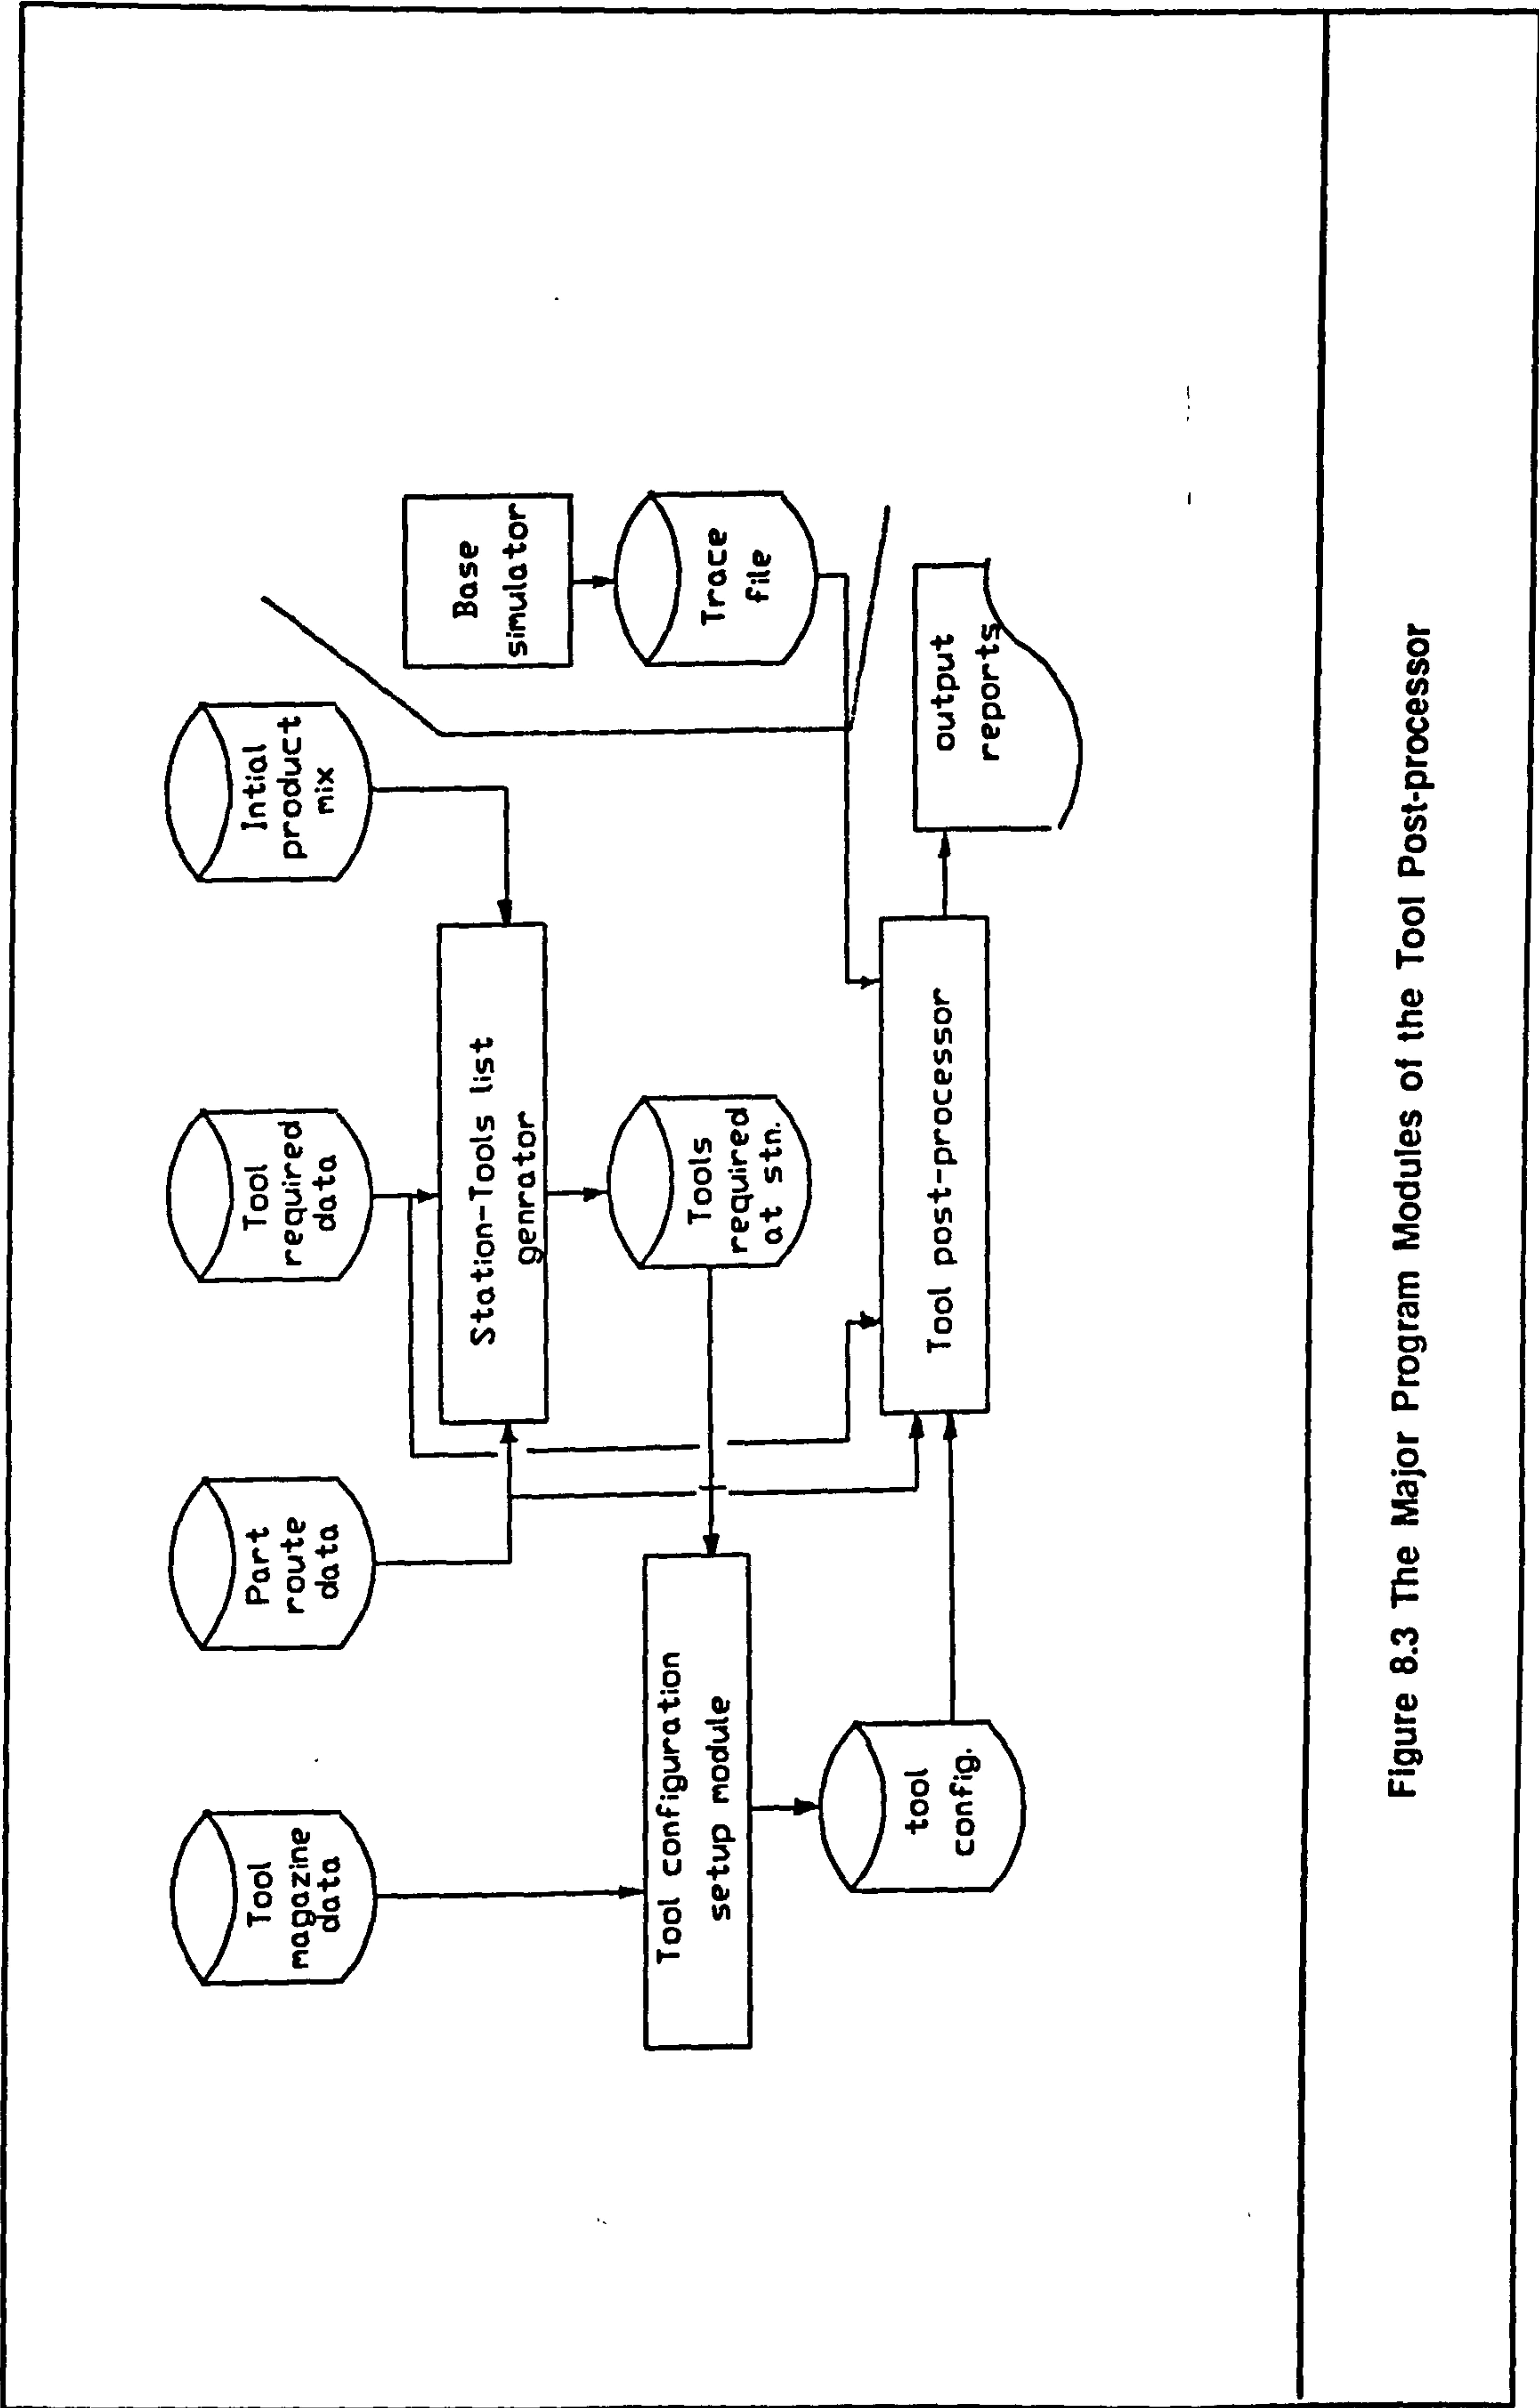 Tool
magazine
data
Part
route
data
Tool
required
data
Intial
product
mix
Base
simulator
Station-Tools list
genrator
Trace
file
Tool configuration
setup module
Tools
required
at stn.
tool
config.
Tool post-processor
output
reports
Figure 8.3 The Major Program Modules of the Tool Post-processor